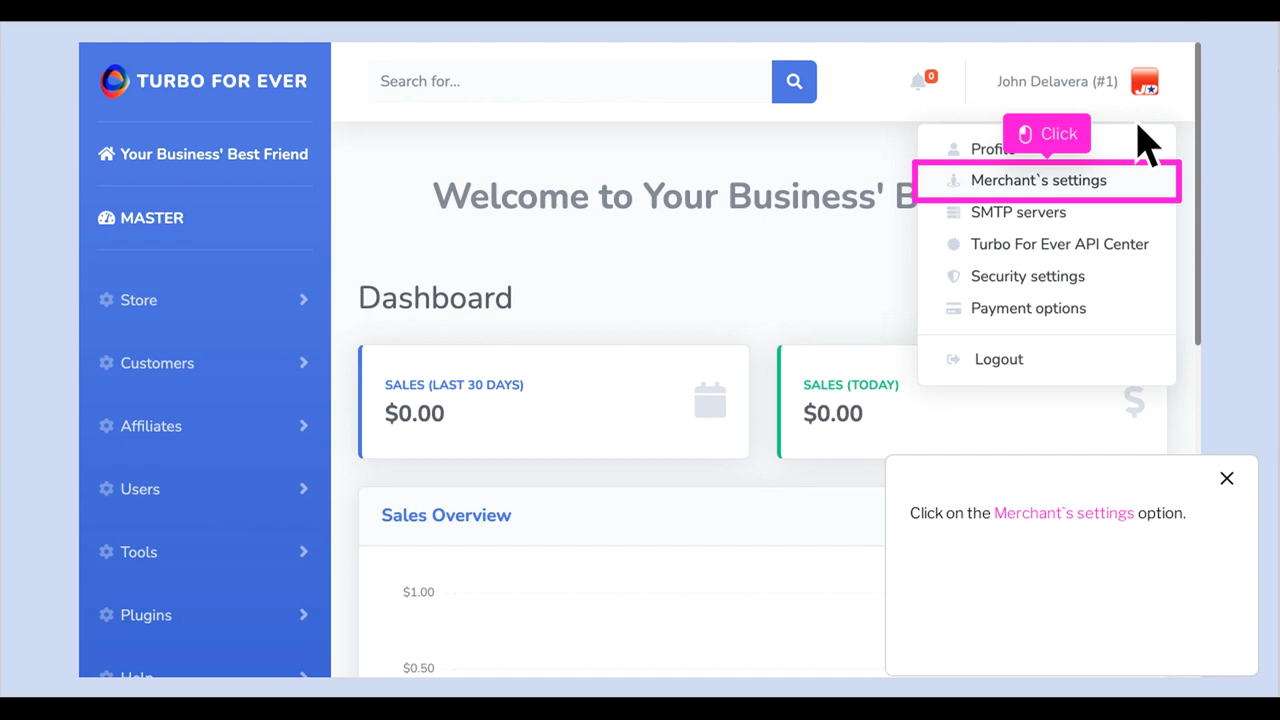 TURBO FOR EVER
Search for...
0
John Delavera (#1)
Your Business' Best Friend
MASTER
Store
Customers
Affiliates
Users
Tools
Plugins
Click
Merchant`s settings
SMTP servers
Turbo For Ever API Center
Security settings
Payment options
Logout
Welcome to Your Business'
Dashboard
SALES (LAST 30 DAYS)
$0.00
SALES (TODAY)
$0.00
Sales Overview
$1.00
$0.50
Click on the Merchant`s settings option.